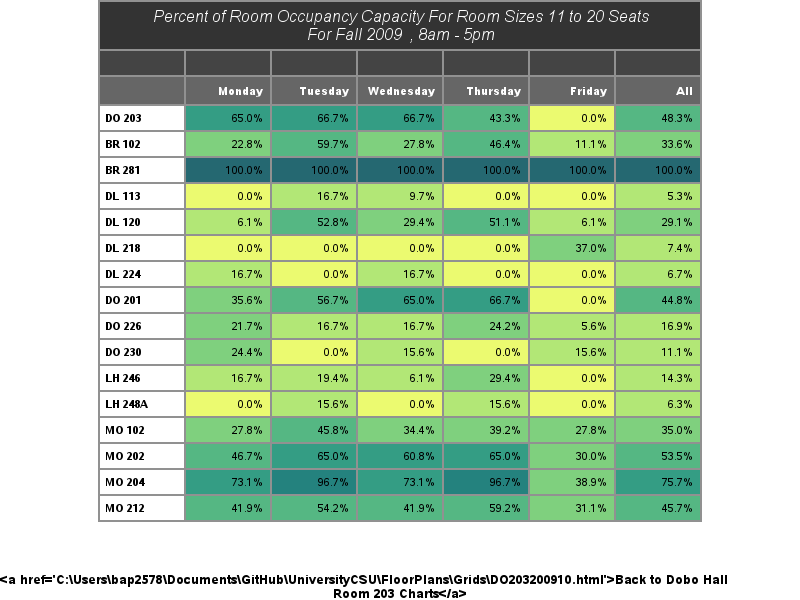 Percent of Room Occupancy Capacity For Room Sizes 11 to 20 Seats
For Fall 2009 , 8am - 5pm
Monday Tuesday Wednesday Thursday Friday All
DO 203 65.0% 66.7% 66.7% 43.3% 0.0% 48.3%
BR 102 22.8% 59.7% 27.8% 46.4% 11.1% 33.6%
BR 281 100.0% 100.0% 100.0% 100.0% 100.0% 100.0%
DL 113 0.0% 16.7% 9.7% 0.0% 0.0% 5.3%
DL 120 6.1% 52.8% 29.4% 51.1% 6.1% 29.1%
DL 218 0.0% 0.0% 0.0% 0.0% 37.0% 7.4%
DL 224 16.7% 0.0% 16.7% 0.0% 0.0% 6.7%
DO 201 35.6% 56.7% 65.0% 66.7% 0.0% 44.8%
DO 226 21.7% 16.7% 16.7% 24.2% 5.6% 16.9%
DO 230 24.4% 0.0% 15.6% 0.0% 15.6% 11.1%
LH 246 16.7% 19.4% 6.1% 29.4% 0.0% 14.3%
LH 248A 0.0% 15.6% 0.0% 15.6% 0.0% 6.3%
MO 102 27.8% 45.8% 34.4% 39.2% 27.8% 35.0%
MO 202 46.7% 65.0% 60.8% 65.0% 30.0% 53.5%
MO 204 73.1% 96.7% 73.1% 96.7% 38.9% 75.7%
MO 212 41.9% 54.2% 41.9% 59.2% 31.1% 45.7%
<a href='C:\Users\bap2578\Documents\GitHub\UniversityCSU\FloorPlans\Grids\DO203200910.html'>Back to Dobo Hall
Room 203 Charts</a>